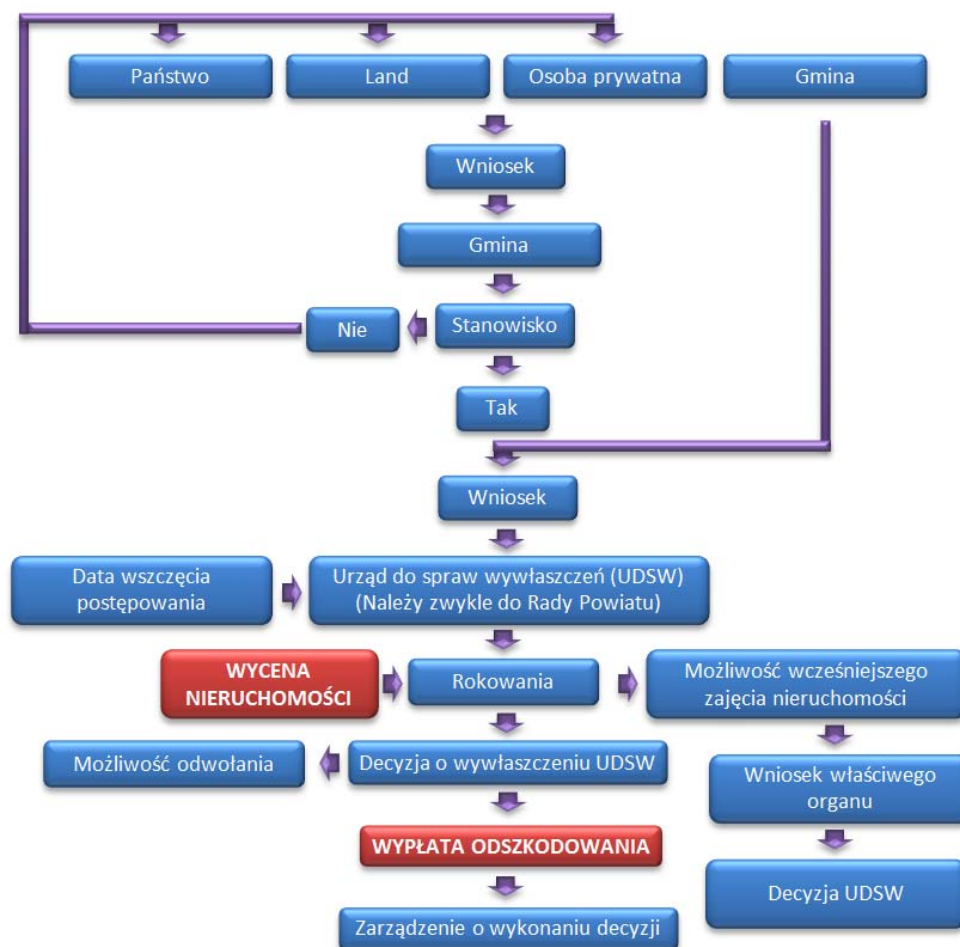 Państwo
Land
Osoba prywatna
Gmina
Wniosek
Gmina
Nie
Stanowisko
Tak
Wniosek
Data wszczęcia
postępowania
Urząd do spraw wywłaszczeń (UDSW)
(Należy zwykle do Rady Powiatu)
WYCENA
NIERUCHOMOŚCI
Rokowania
Możliwość wcześniejszego
zajęcia nieruchomości
Możliwość odwołania
Decyzja o wywłaszczeniu UDSW
Wniosek właściwego
organu
WYPŁATA ODSZKODOWANIA
Decyzja UDSW
Zarządzenie o wykonaniu decyzji